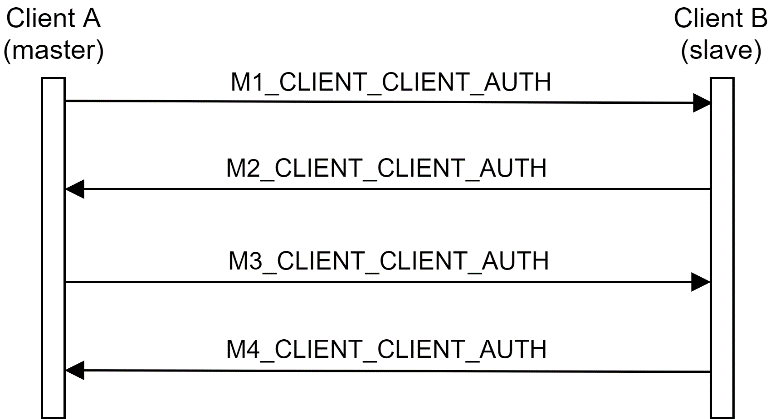 Client A
(master)
Client B
(slave)
M1_CLIENT_CLIENT_AUTH
M2_CLIENT_CLIENT_AUTH
M3_CLIENT_CLIENT_AUTH
M4_CLIENT_CLIENT_AUTH